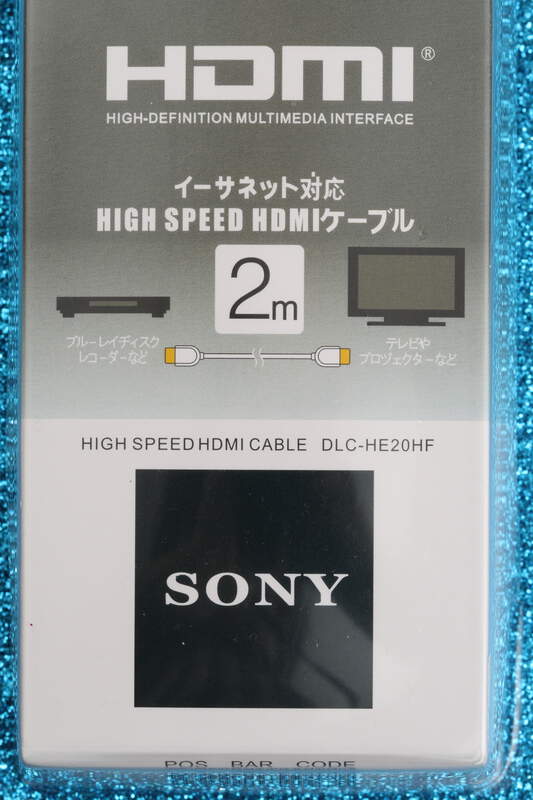 HDMI®
HIGH-DEFINITION MULTIMEDIA INTERFACE
イーサネット対応
HIGH SPEED HDMIケーブル
2m
ブルーレイディスク
レコーダーなど
テレビや
プロジェクターなど
HIGH SPEED HDMI CABLE DLC-HE20HF
SONY
POS BAR CODE